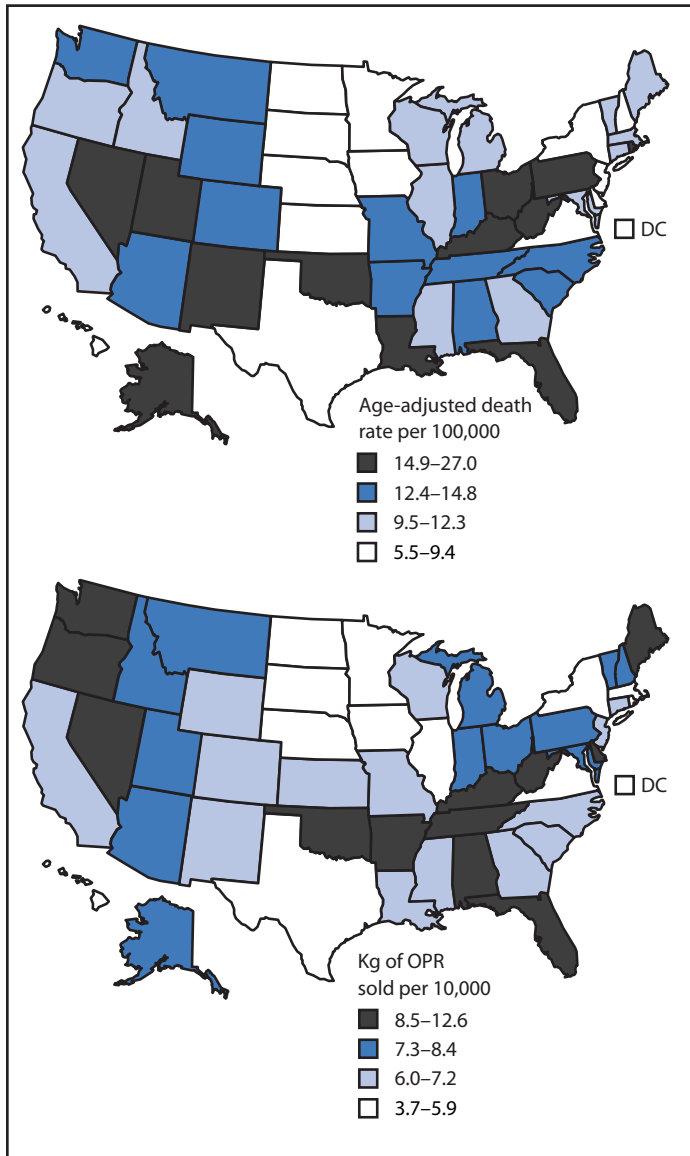 DC
Age-adjusted death
rate per 100,000
14.9–27.0
12.4–14.8
9.5–12.3
5.5–9.4
DC
Kg of OPR
sold per 10,000
8.5–12.6
7.3–8.4
6.0–7.2
3.7–5.9